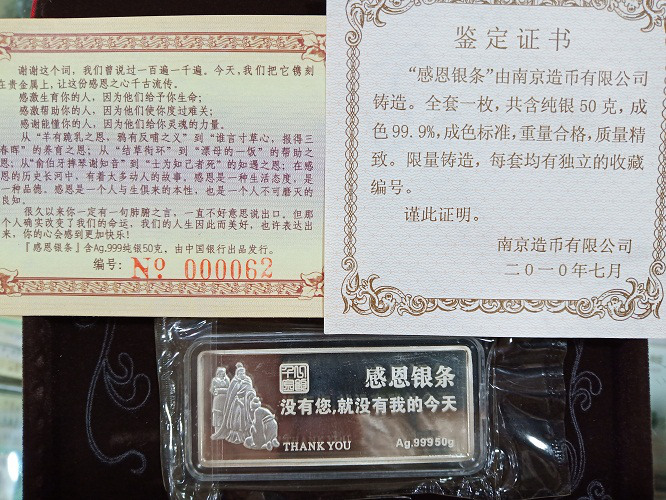 谢谢这个词，我们曾说过一百遍一千遍。今天，我们把它镌刻
在贵金属上，让这份感恩之心千古流传。
感激生育你的人，因为他们给予你生命；
感激帮助你的人，因为他们使你度过难关；
感谢能懂你的人，因为他们给你灵魂的力量。
从“羊有跪乳之恩，鸦有反哺之义”到“谁言寸草心，报得三
春晖”的养育之恩；从“结草衔环”到“漂母的一饭”的帮助之
恩；从“俞伯牙摔琴谢知音”到“士为知己者死”的知遇之恩；在感
恩的历史长河中，有着太多动人的故事。感恩是一种生活态度，是
一种品德。感恩是一个人与生俱来的本性，也是一个人不可磨灭的
良知。
很久以来你一定有一句肺腑之言，一直不好意思说出口。但那
个人确实改变了我们的命运，我们的人生因此而美好。也许表达出
来，你的心会感到更加快乐！
『感恩银条』含Ag.999纯银50克，由中国银行出品发行。
编号：№ 000062
鉴定证书
“感恩银条”由南京造币有限公司
铸造。全套一枚，共含纯银50克，成
色99.9%，成色标准，重量合格，质量精
致。限量铸造，每套均有独立的收藏
编号。
谨此证明。
南京造币有限公司
二〇一〇年七月
感恩银条
没有您，就没有我的今天
THANK YOU
Ag.999 50g